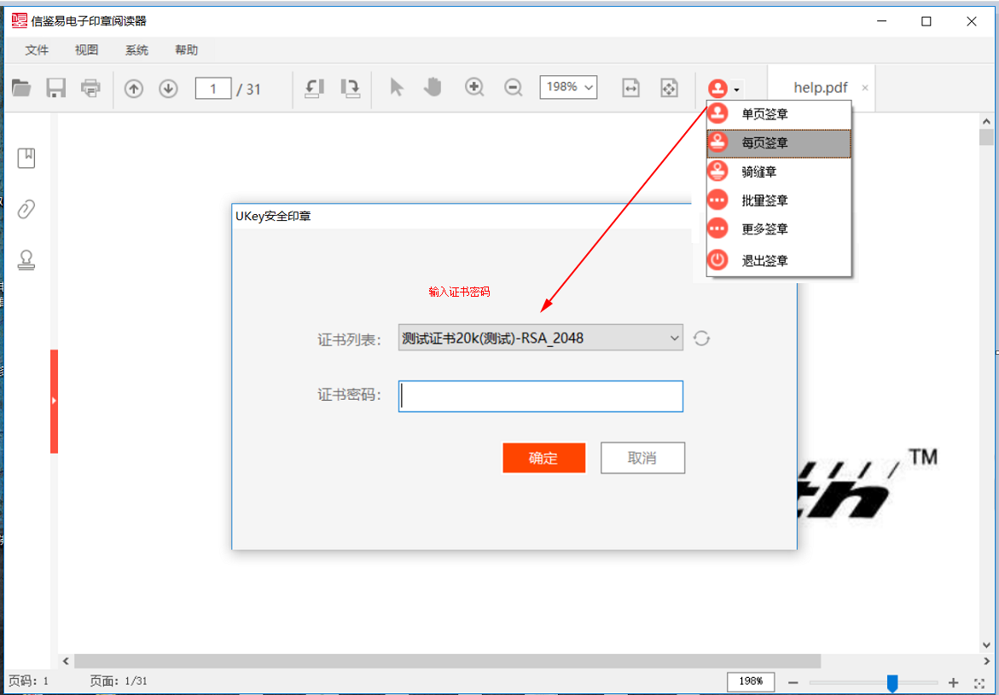 信鉴易电子印章阅读器
文件 视图 系统 帮助
1 / 31 198% help.pdf
单页签章
每页签章
骑缝章
批量签章
更多签章
退出签章
UKey安全印章
输入证书密码
证书列表: 测试证书20k(测试)-RSA_2048
证书密码:
确定 取消
th TM
页码: 1 页面: 1/31 198%